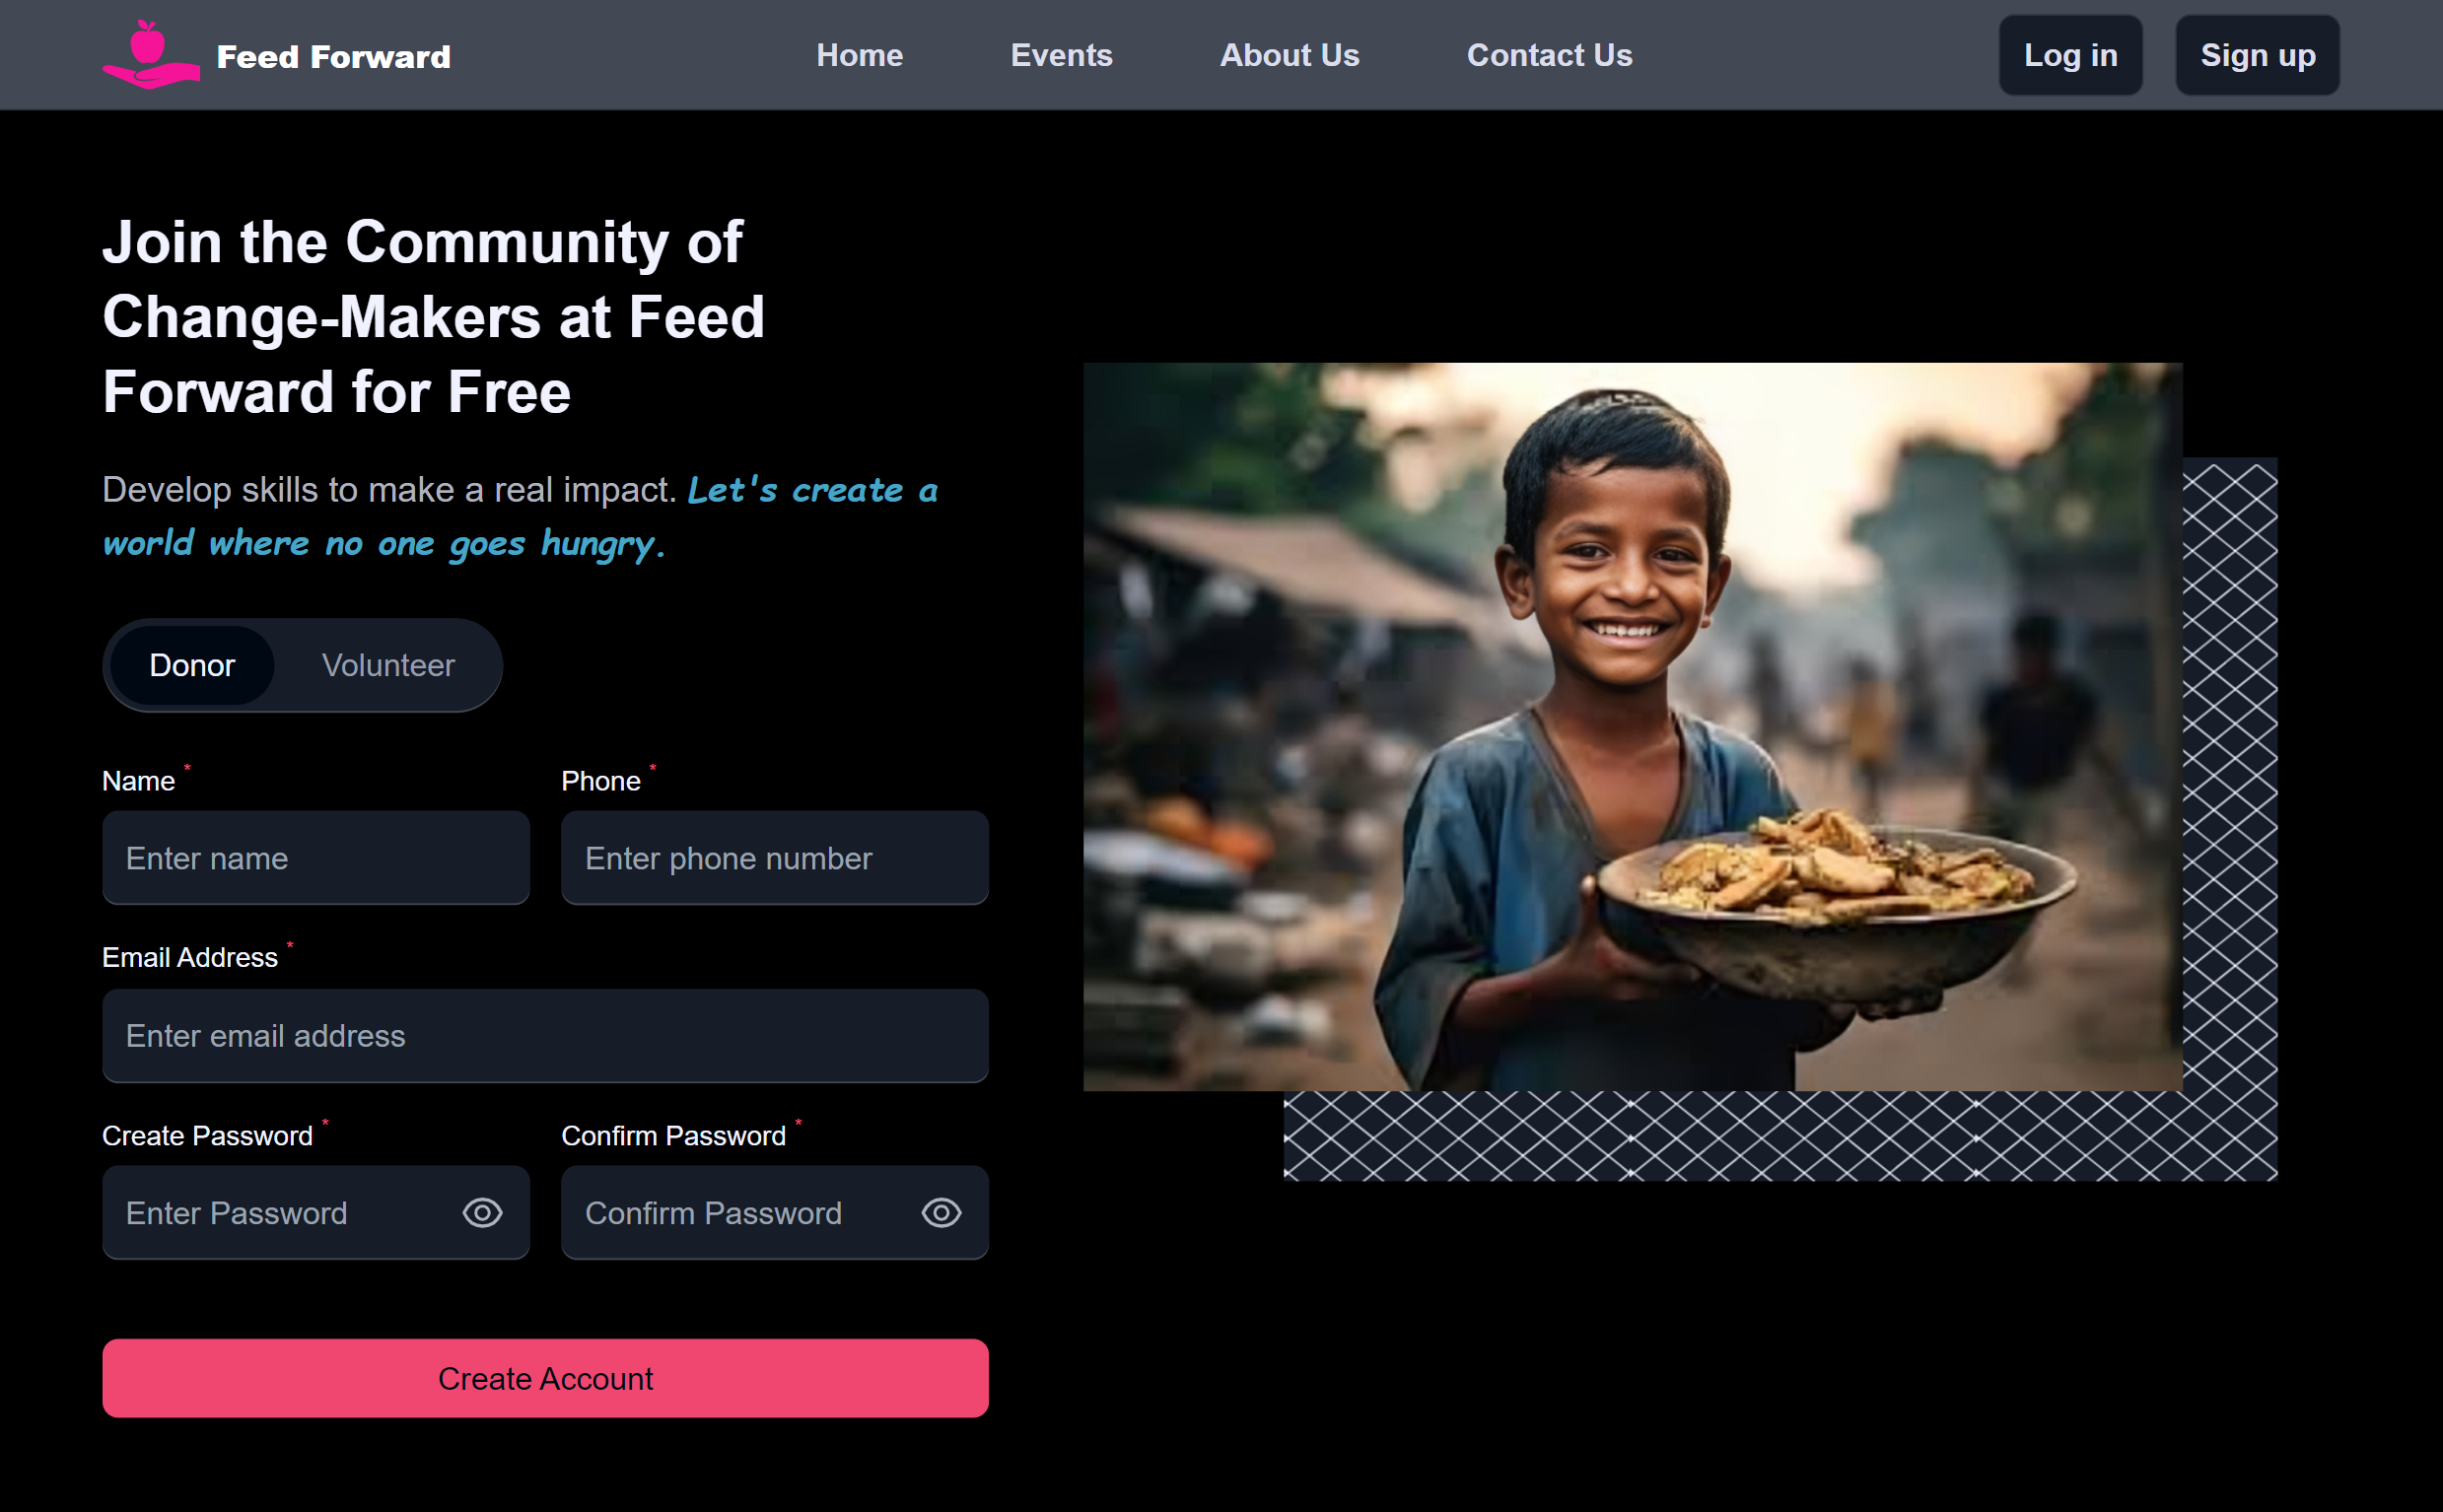 Feed Forward
Home
Events
About Us
Contact Us
Log in
Sign up
Join the Community of
Change-Makers at Feed
Forward for Free
Develop skills to make a real impact. Let's create a
world where no one goes hungry.
Donor
Volunteer
Name *
Phone *
Enter name
Enter phone number
Email Address *
Enter email address
Create Password *
Confirm Password *
Enter Password
Confirm Password
Create Account